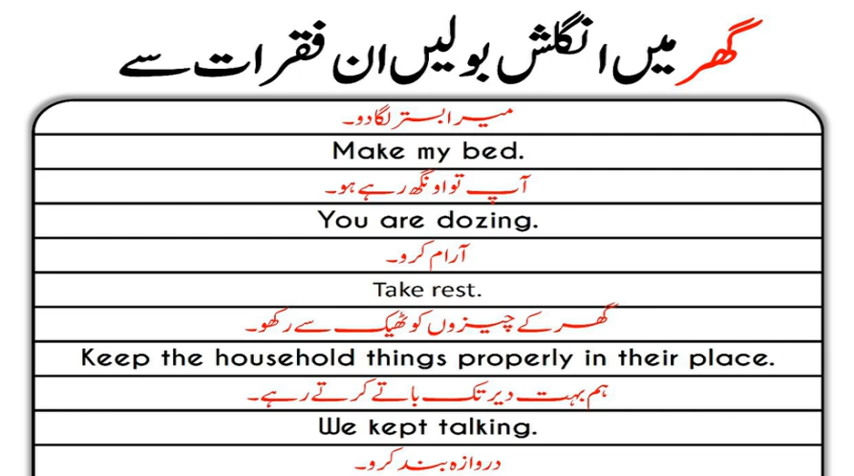 گھر میں انگلش بولیں ان فقرات سے
میرا بستر لگا دو۔
Make my bed.
آپ تو اونگھ رہے ہو۔
You are dozing.
آرام کرو۔
Take rest.
گھر کے چیزوں کو ٹھیک سے رکھو۔
Keep the household things properly in their place.
ہم بہت دیر تک باتے کرتے رہے۔
We kept talking.
دروازہ بند کرو۔